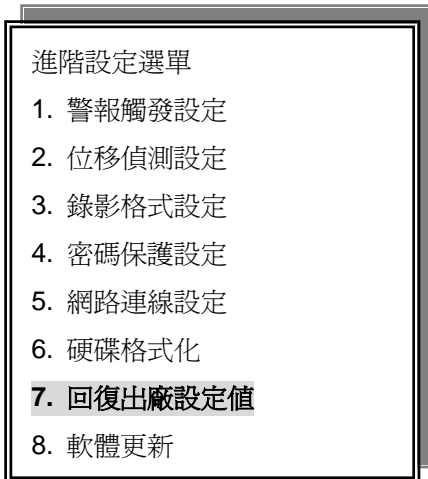 進階設定選單
1. 警報觸發設定
2. 位移偵測設定
3. 錄影格式設定
4. 密碼保護設定
5. 網路連線設定
6. 硬碟格式化
7. 回復出廠設定值
8. 軟體更新